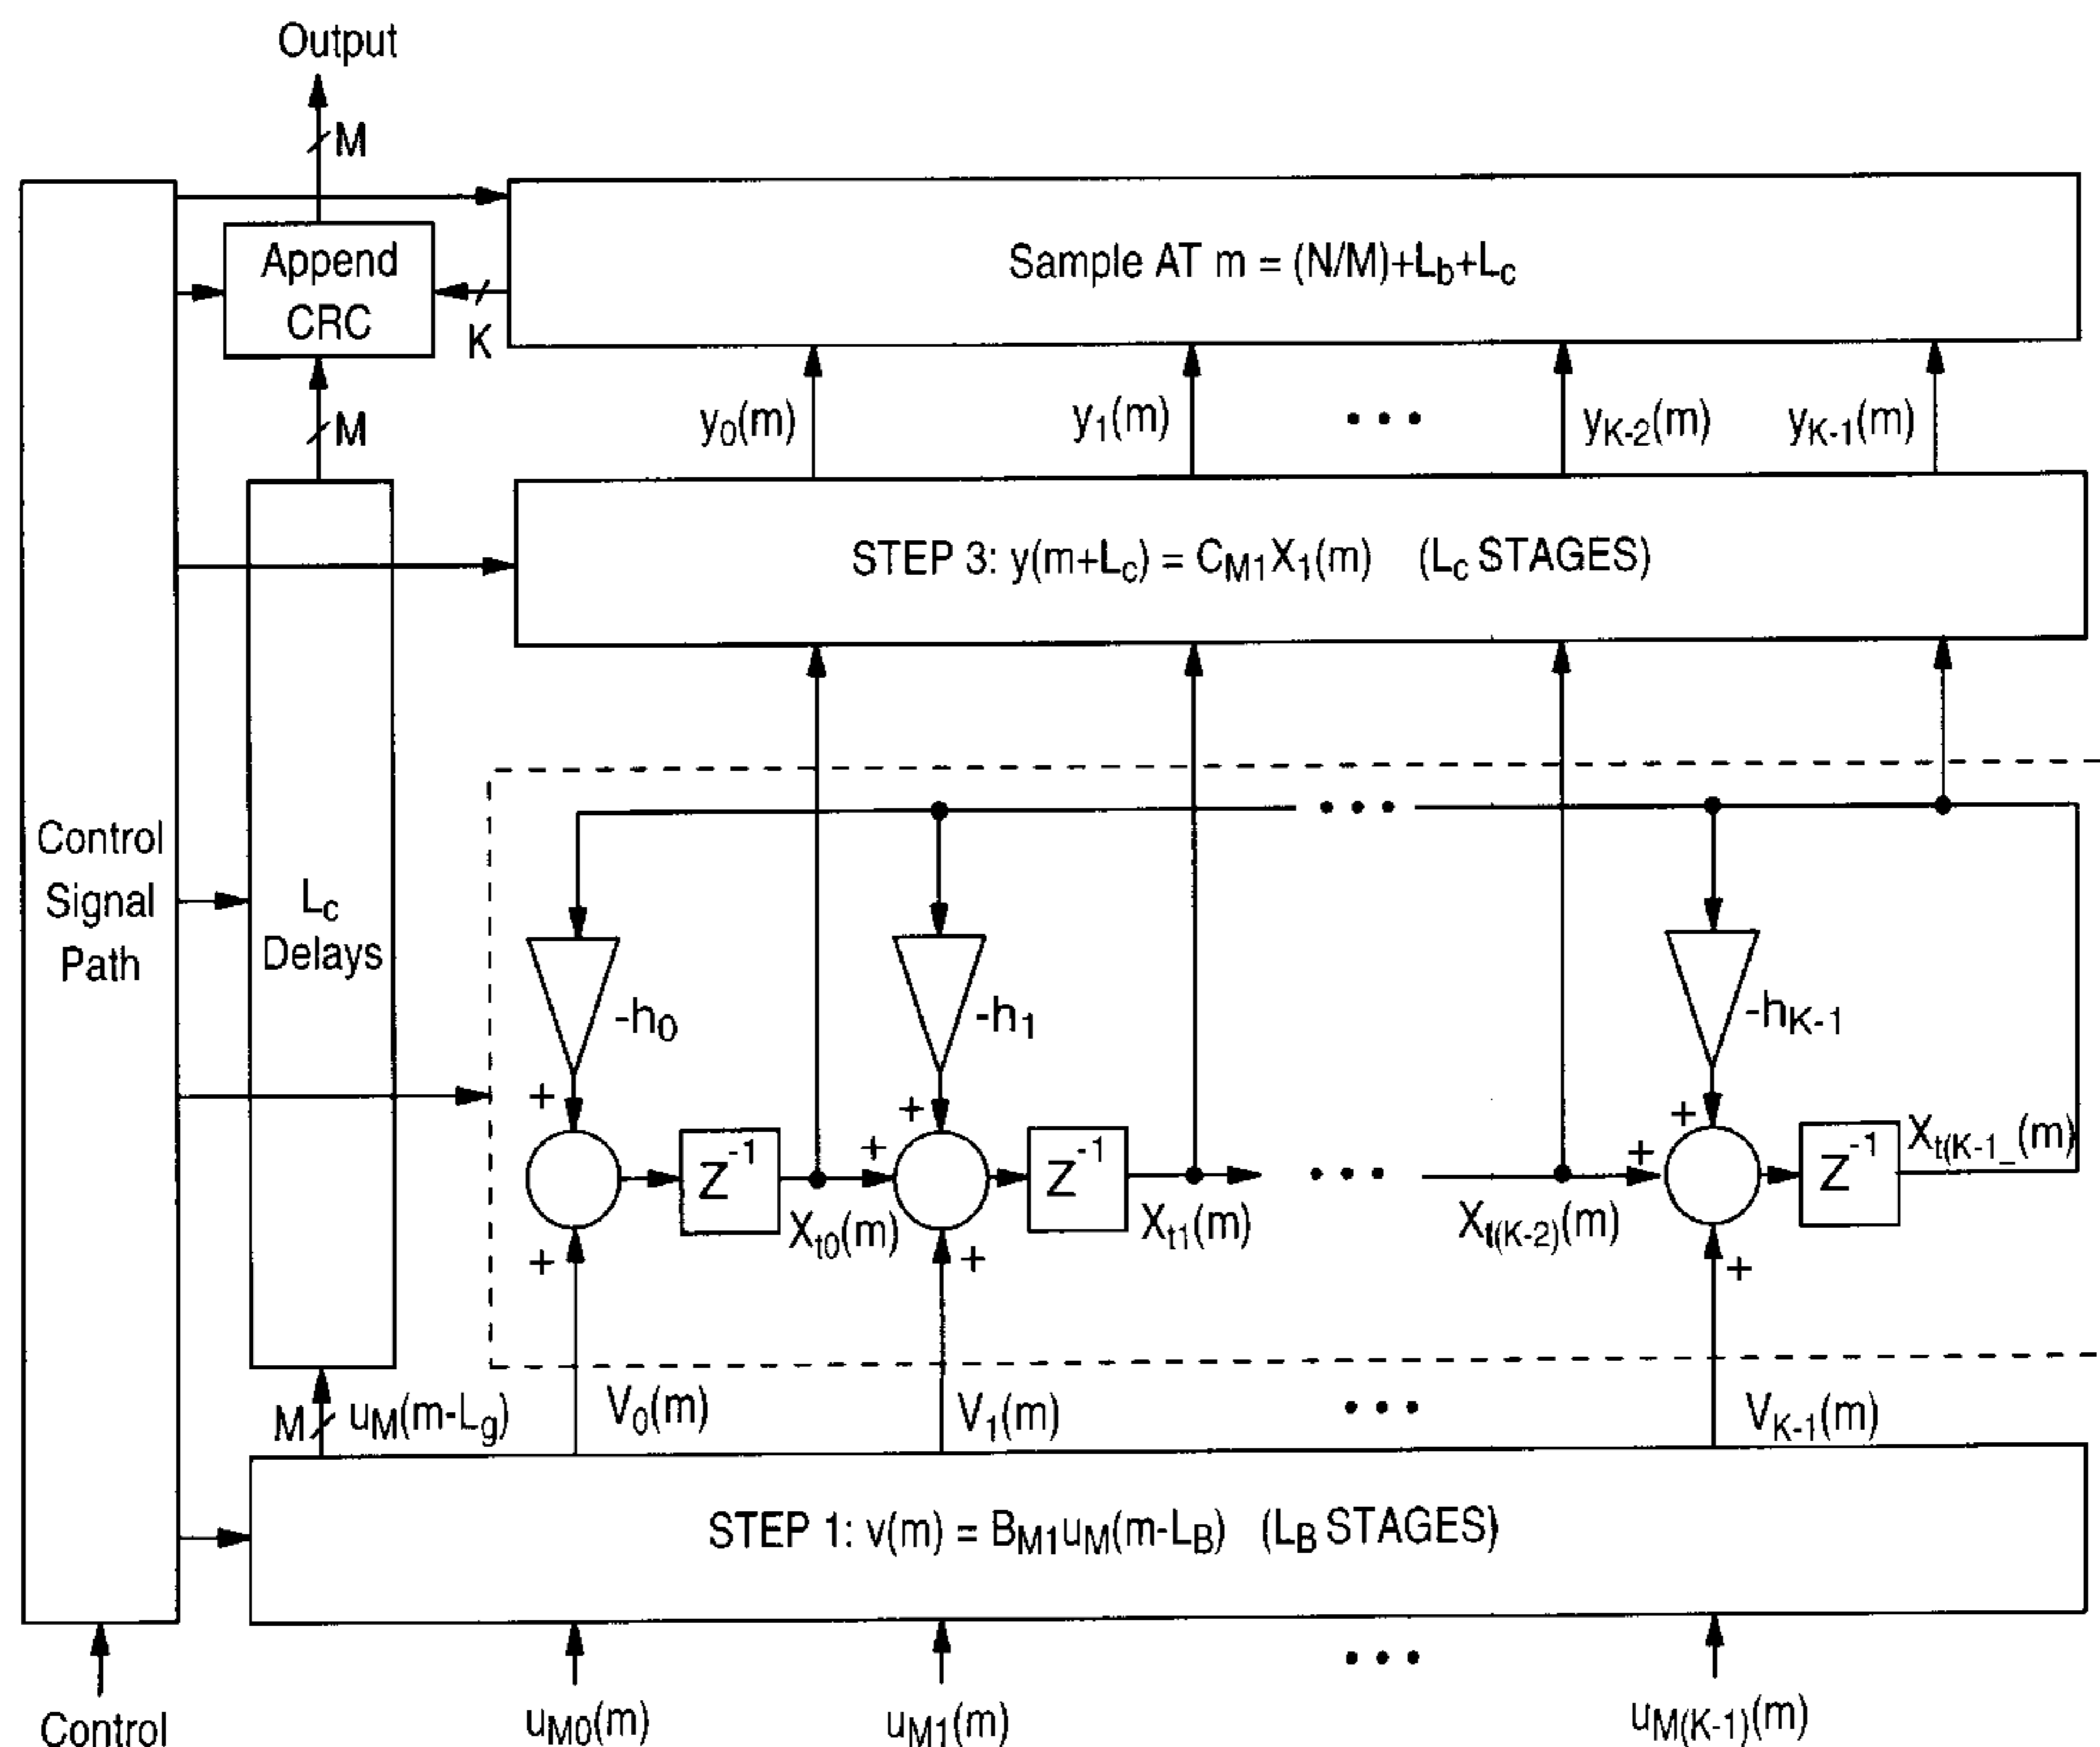 Output
M
Append
CRC
K
Sample AT m = (N/M)+Lb+Lc
M
y0(m)
y1(m)
• • •
yK-2(m)
yK-1(m)
STEP 3: y(m+Lc) = CM1X1(m) (Lc STAGES)
Control
Signal
Path
Lc
Delays
• • •
-h0
-h1
-hK-1
+
+
+
Z-1
+
Z-1
• • •
+
Z-1
Xt(K-1_(m)
Xt0(m)
Xt1(m)
Xt(K-2)(m)
+
+
+
M
uM(m-Lg)
V0(m)
V1(m)
• • •
VK-1(m)
STEP 1: v(m) = BM1uM(m-LB) (LB STAGES)
• • •
Control
uM0(m)
uM1(m)
uM(K-1)(m)